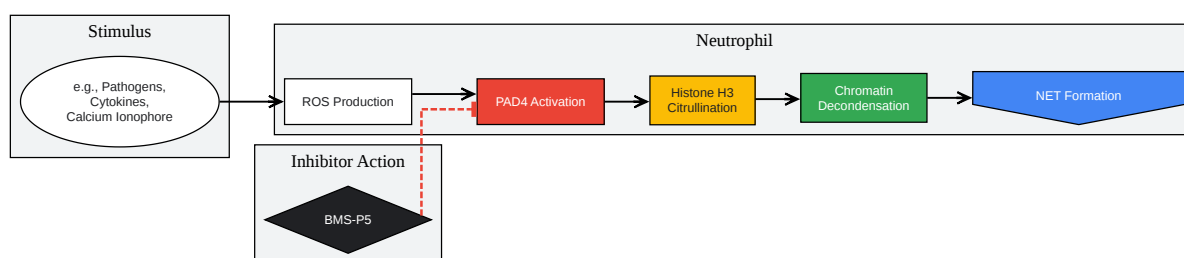 Stimulus
e.g., Pathogens,
Cytokines,
Calcium Ionophore
Neutrophil
ROS Production
PAD4 Activation
Histone H3
Citrullination
Chromatin
Decondensation
NET Formation
Inhibitor Action
BMS-P5